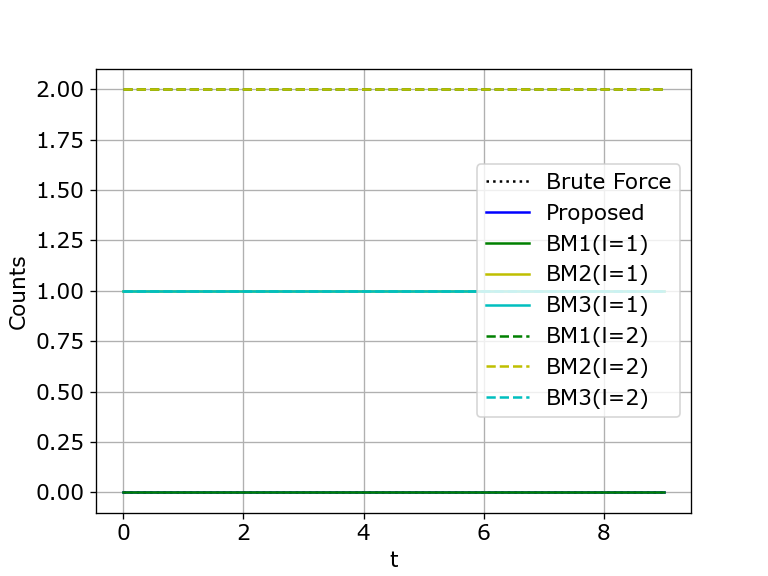 2.00
1.75
1.50
1.25
1.00
0.75
0.50
0.25
0.00
Counts
0
2
4
6
8
t
Brute Force
Proposed
BM1(I=1)
BM2(I=1)
BM3(I=1)
BM1(I=2)
BM2(I=2)
BM3(I=2)